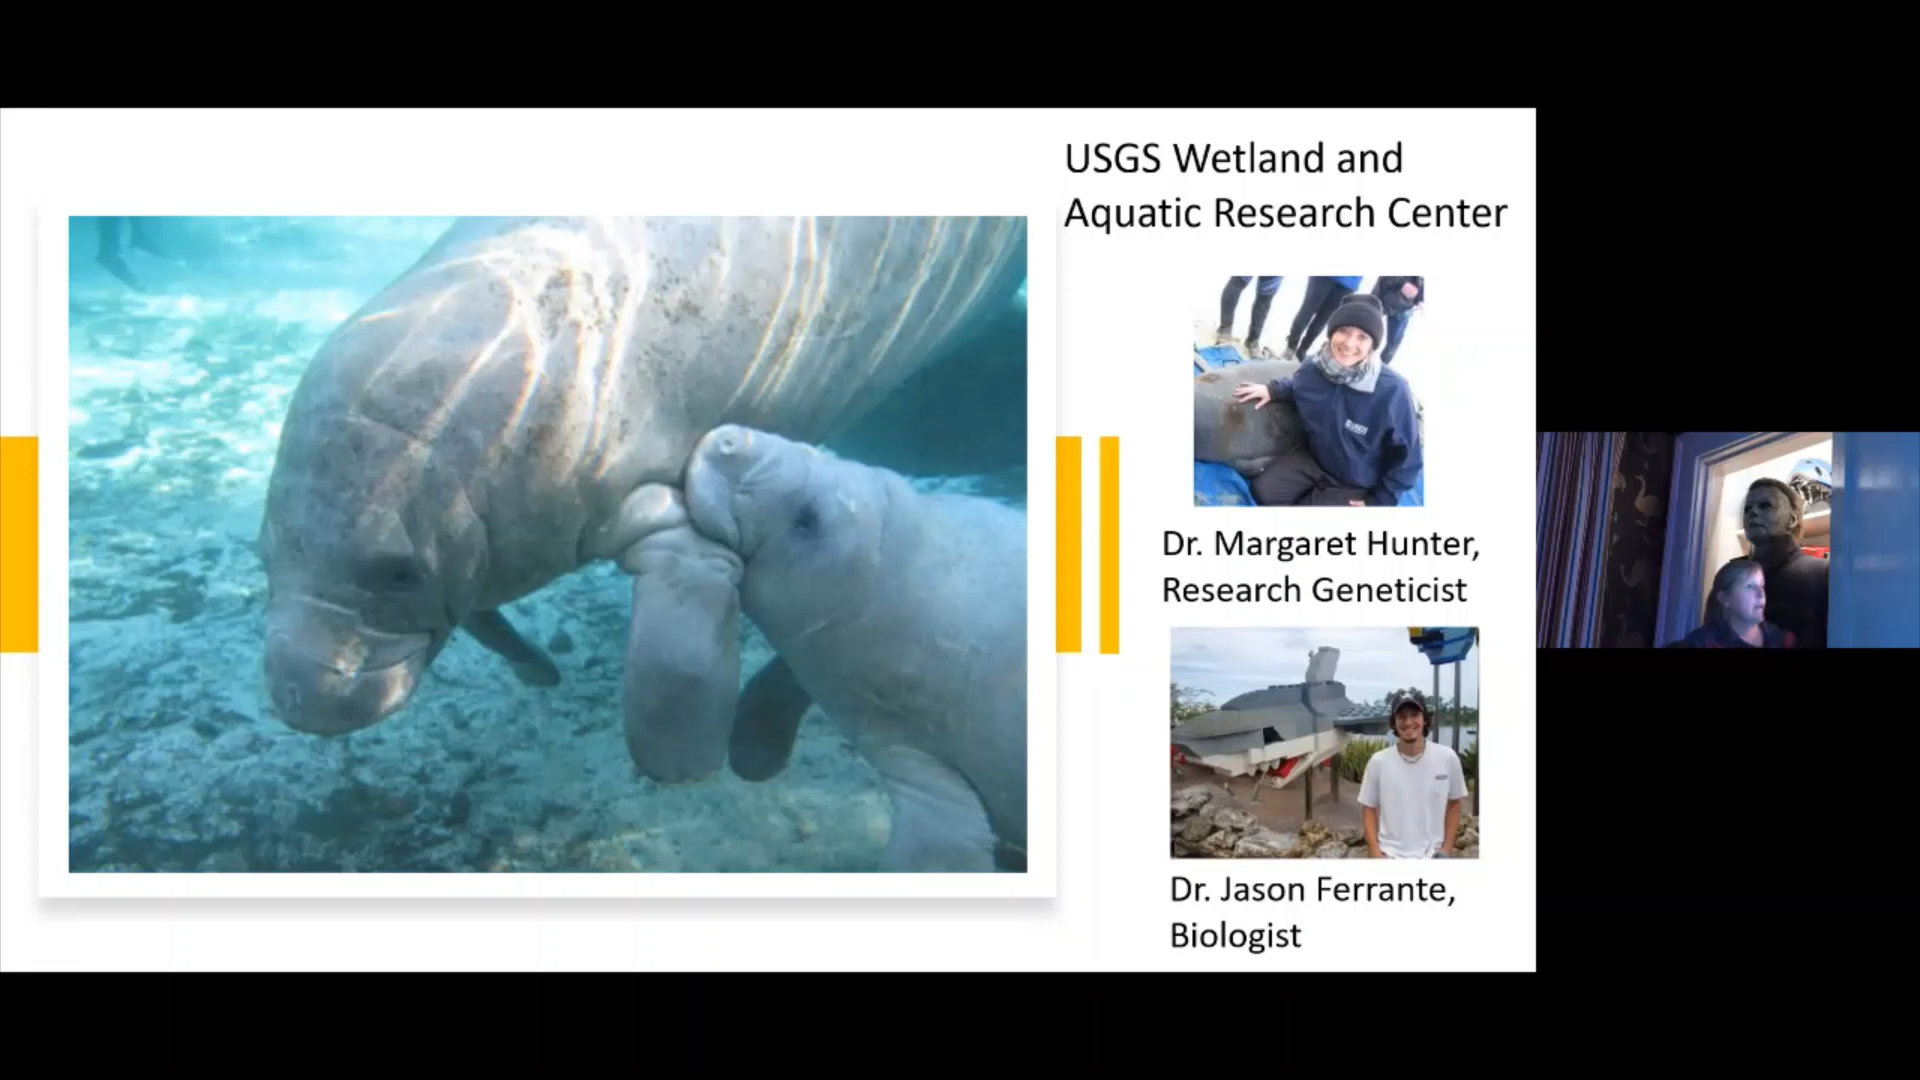 USGS Wetland and
Aquatic Research Center
Dr. Margaret Hunter,
Research Geneticist
Dr. Jason Ferrante,
Biologist